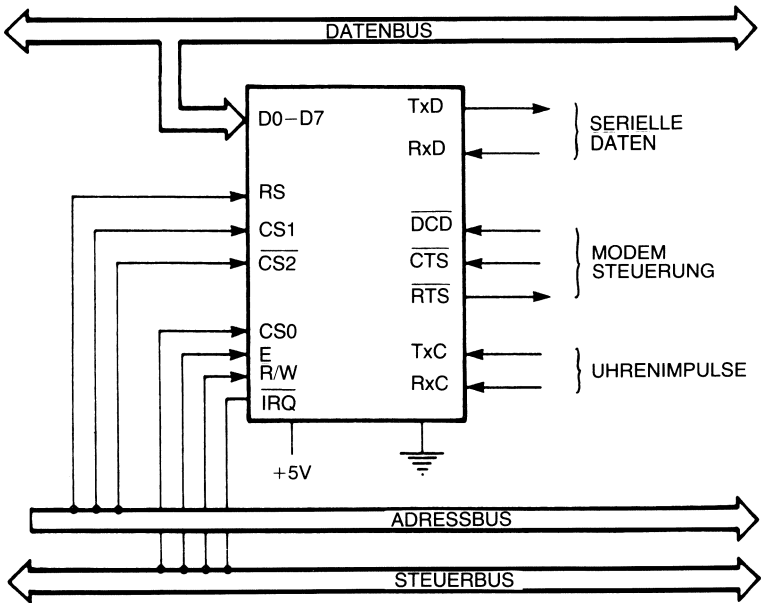 DATENBUS
D0–D7
TxD
SERIELLE
DATEN
RxD
RS
CS1
CS2
DCD
CTS
RTS
MODEM
STEUERUNG
CS0
E
R/W
IRQ
TxC
RxC
UHRENIMPULSE
+5V
ADRESSBUS
STEUERBUS